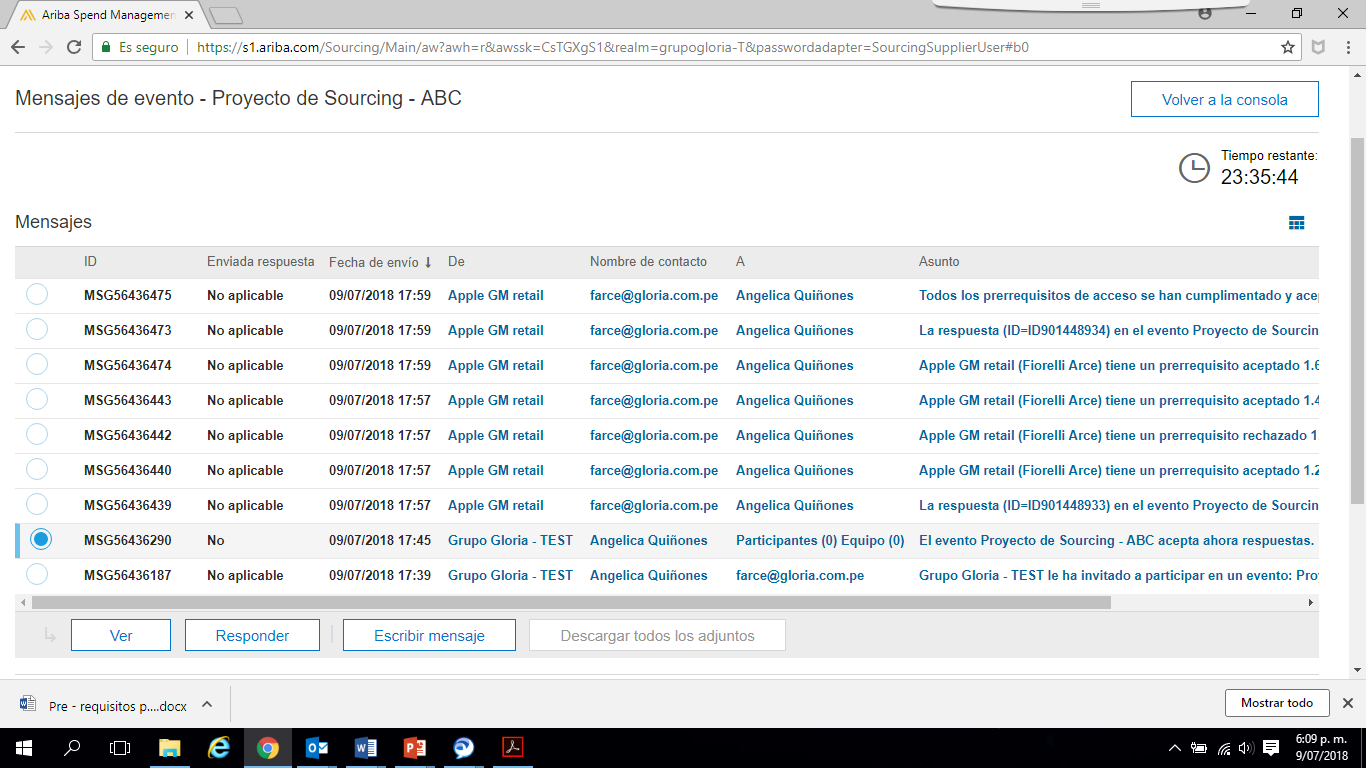 Ariba Spend Managemen
Es seguro
https://s1.ariba.com/Sourcing/Main/aw?awh=r&awssk=CsTGXgS1&realm=grupogloria-T&passwordadapter=SourcingSupplierUser#b0
Mensajes de evento - Proyecto de Sourcing - ABC
Volver a la consola
Tiempo restante:
23:35:44
Mensajes
ID Enviada respuesta Fecha de envío ↓ De Nombre de contacto A Asunto
MSG56436475 No aplicable 09/07/2018 17:59 Apple GM retail farce@gloria.com.pe Angelica Quiñones Todos los prerrequisitos de acceso se han cumplimentado y ace
MSG56436473 No aplicable 09/07/2018 17:59 Apple GM retail farce@gloria.com.pe Angelica Quiñones La respuesta (ID=ID901448934) en el evento Proyecto de Sourcin
MSG56436474 No aplicable 09/07/2018 17:59 Apple GM retail farce@gloria.com.pe Angelica Quiñones Apple GM retail (Fiorelli Arce) tiene un prerrequisito aceptado 1.6
MSG56436443 No aplicable 09/07/2018 17:57 Apple GM retail farce@gloria.com.pe Angelica Quiñones Apple GM retail (Fiorelli Arce) tiene un prerrequisito aceptado 1.4
MSG56436442 No aplicable 09/07/2018 17:57 Apple GM retail farce@gloria.com.pe Angelica Quiñones Apple GM retail (Fiorelli Arce) tiene un prerrequisito rechazado 1.
MSG56436440 No aplicable 09/07/2018 17:57 Apple GM retail farce@gloria.com.pe Angelica Quiñones Apple GM retail (Fiorelli Arce) tiene un prerrequisito aceptado 1.2
MSG56436439 No aplicable 09/07/2018 17:57 Apple GM retail farce@gloria.com.pe Angelica Quiñones La respuesta (ID=ID901448933) en el evento Proyecto de Sourcin
MSG56436290 No 09/07/2018 17:45 Grupo Gloria - TEST Angelica Quiñones Participantes (0) Equipo (0) El evento Proyecto de Sourcing - ABC acepta ahora respuestas.
MSG56436187 No aplicable 09/07/2018 17:39 Grupo Gloria - TEST Angelica Quiñones farce@gloria.com.pe Grupo Gloria - TEST le ha invitado a participar en un evento: Pro
Ver Responder Escribir mensaje Descargar todos los adjuntos
Pre - requisitos p....docx
Mostrar todo
6:09 p. m.
9/07/2018